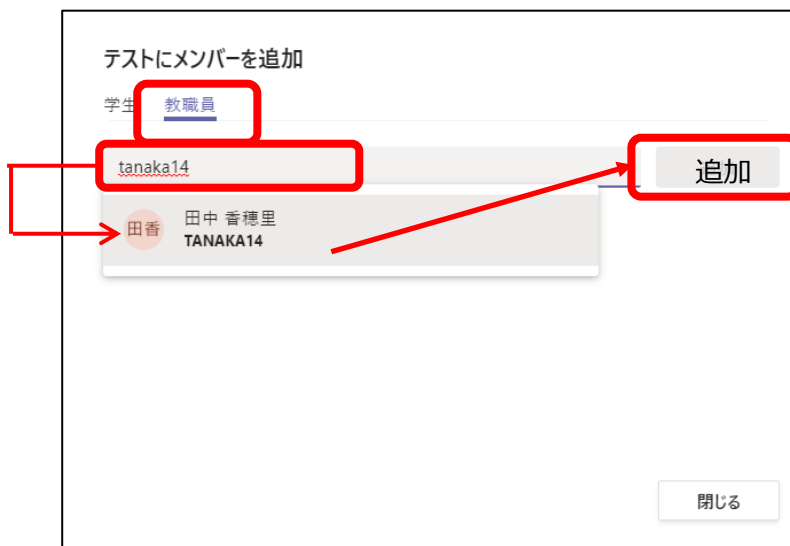 テストにメンバーを追加
学生 教職員
tanaka14
追加
田香
田中 香穂里
TANAKA14
閉じる